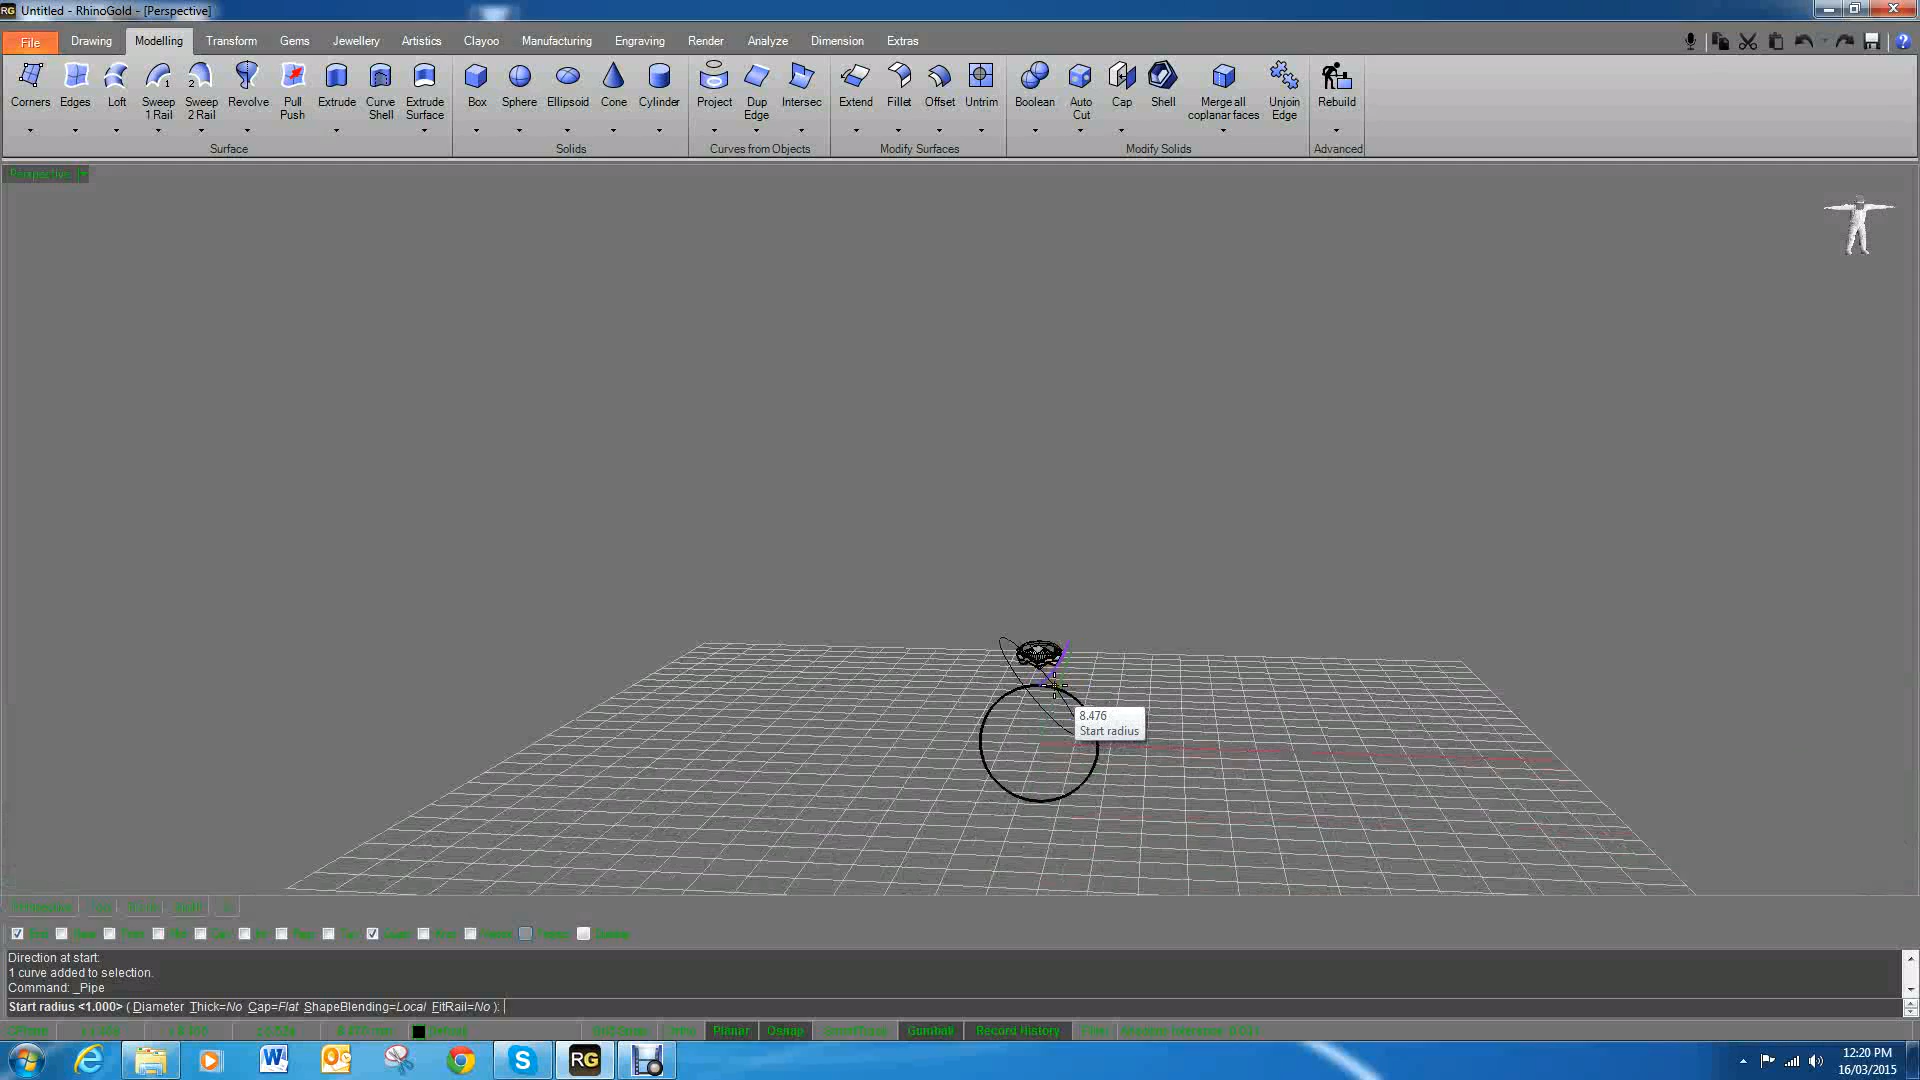 RG Untitled - RhinoGold - [Perspective]
File Drawing Modelling Transform Gems Jewellery Artistics Clayoo Manufacturing Engraving Render Analyze Dimension Extras
Corners Edges Loft Sweep 1 Rail Sweep 2 Rail Revolve Pull Push Extrude Curve Shell Extrude Surface Box Sphere Ellipsoid Cone Cylinder Project Dup Edge Intersec Extend Fillet Offset Untrim Boolean Auto Cut Cap Shell Merge all coplanar faces Unjoin Edge Rebuild
Surface Solids Curves from Objects Modify Surfaces Modify Solids Advanced
Perspective
8.476
Start radius
Direction at start:
1 curve added to selection.
Command: _Pipe
Start radius <1.000> ( Diameter Thick=No Cap=Flat ShapeBlending=Local FitRail=No ):
Planar Osnap Gumball Record History
RG
12:20 PM
16/03/2015